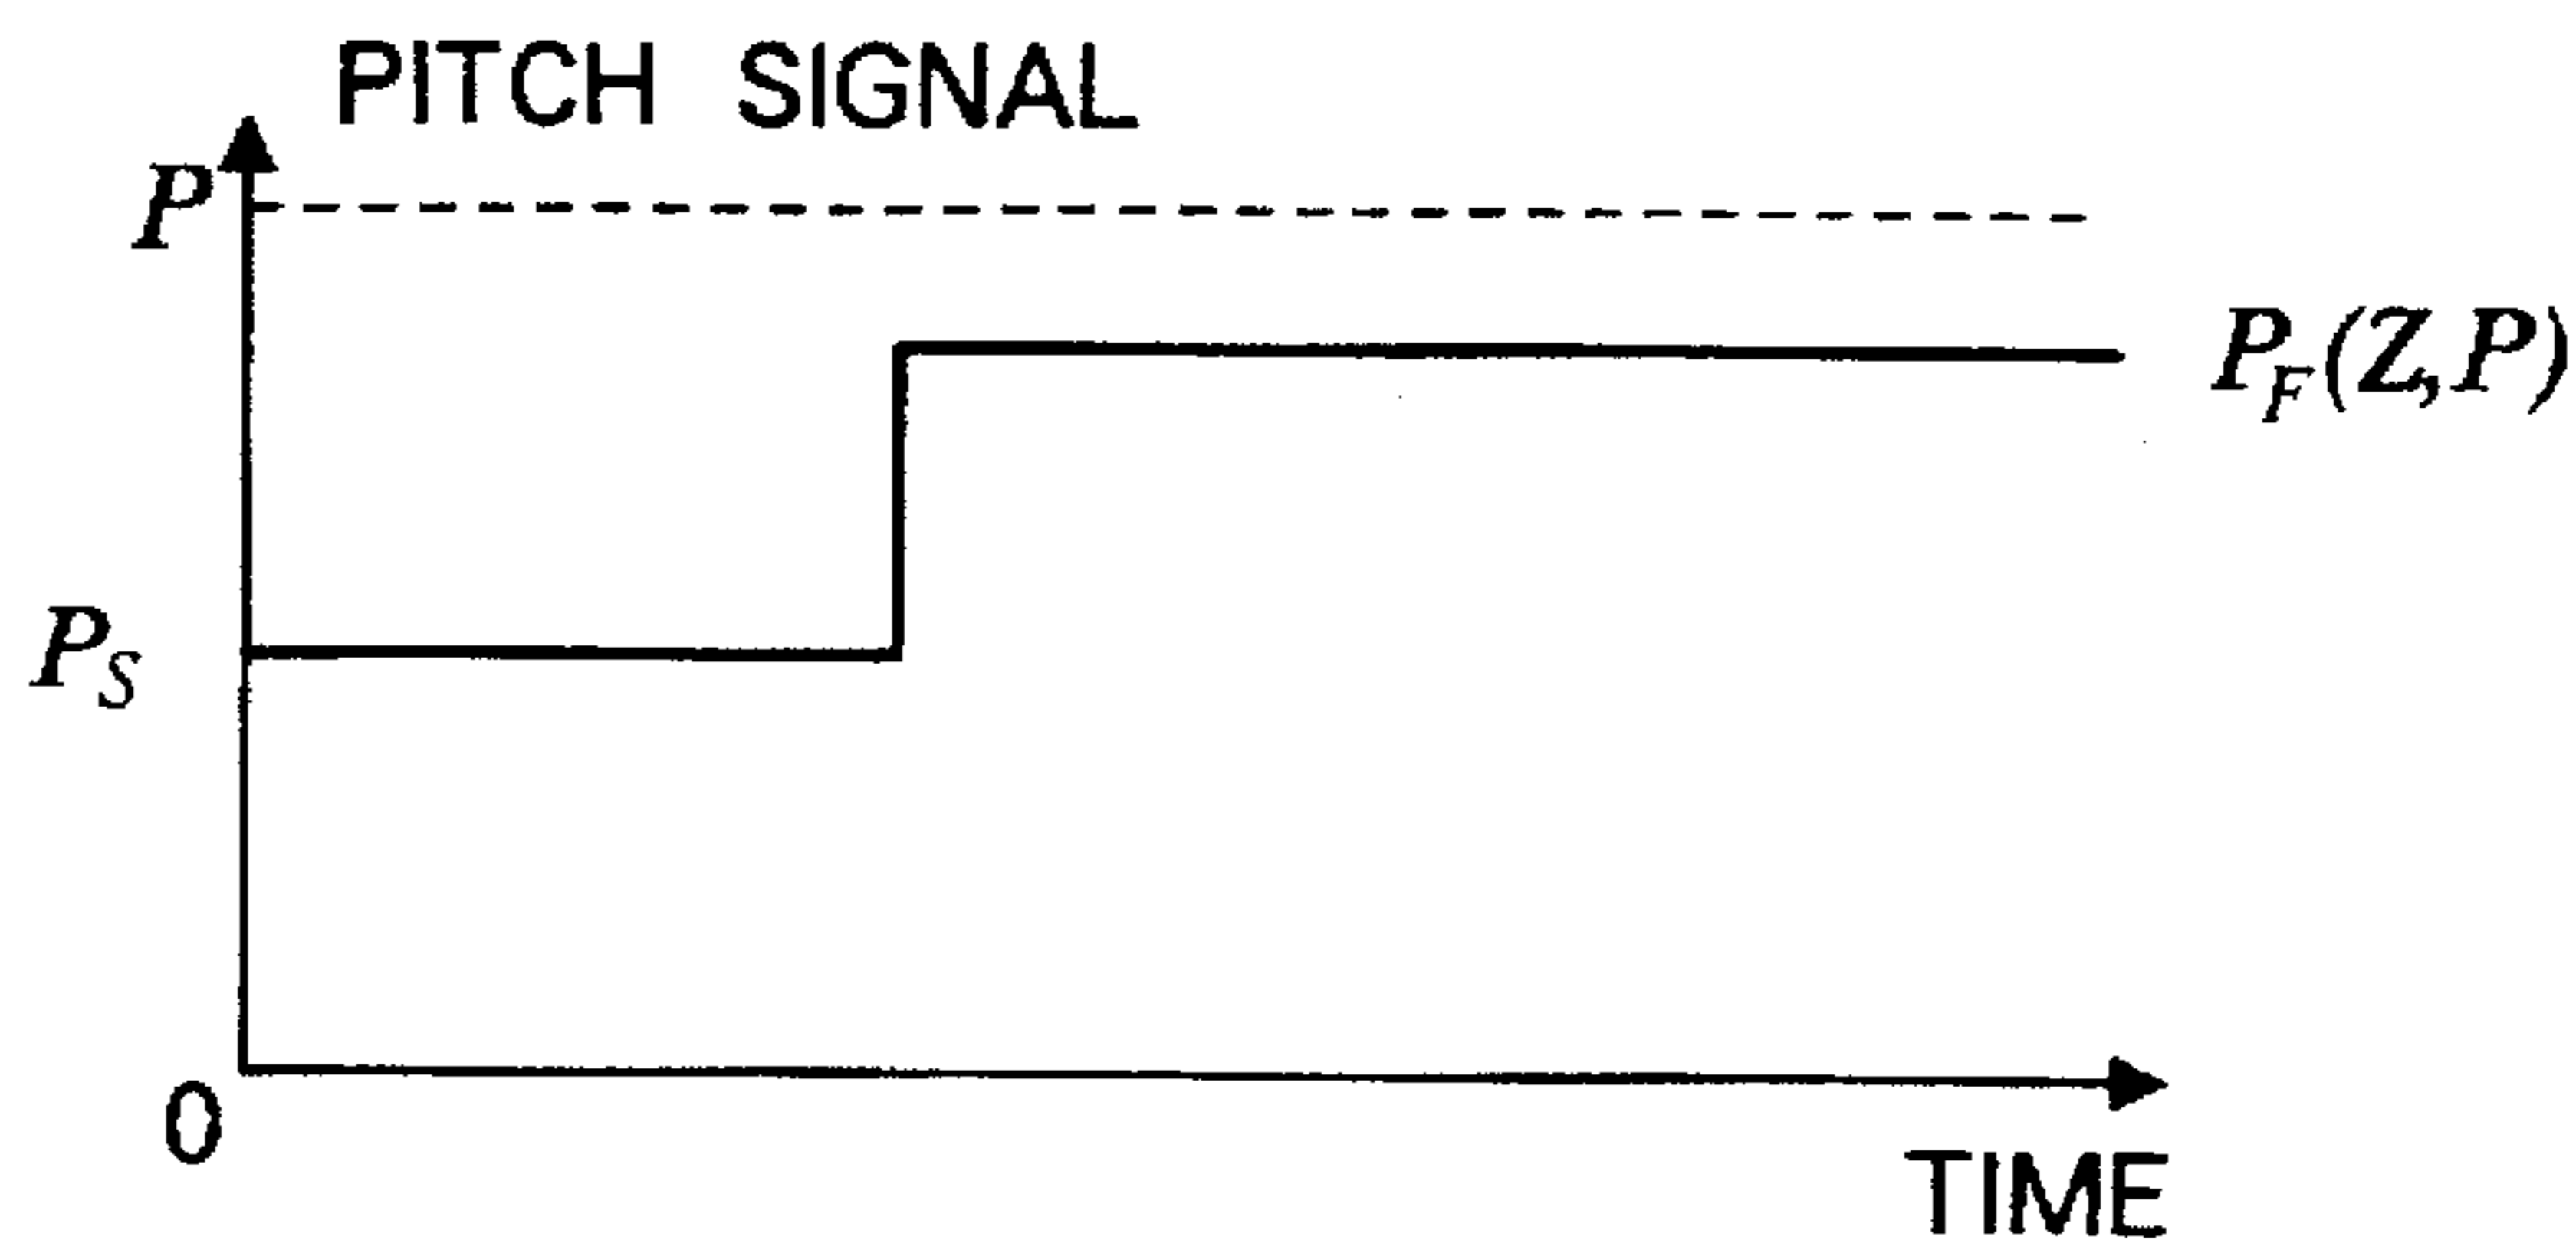 PITCH SIGNAL
P
P_F(Z,P)
P_S
0
TIME